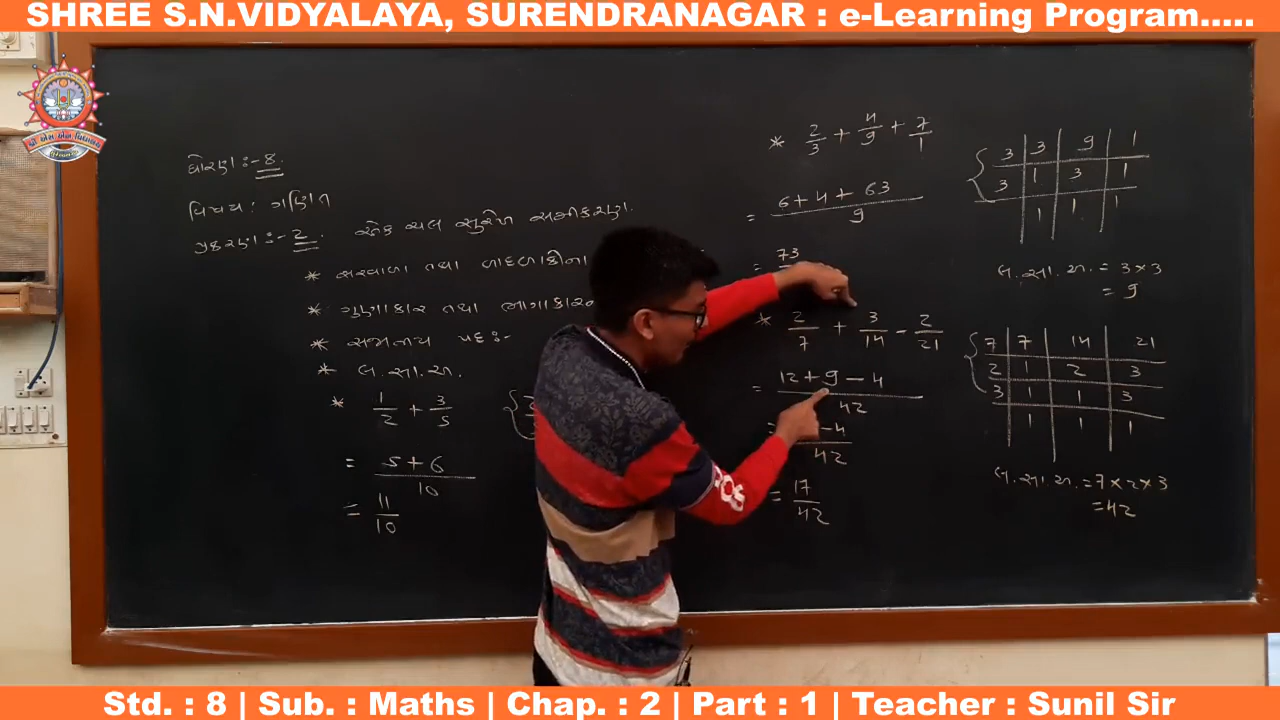 SHREE S.N.VIDYALAYA, SURENDRANAGAR : e-Learning Program.....
ધોરણ:- 8.
વિષય: ગણિત
પ્રકરણ:- 2. એક ચલ સુરેખ સમીકરણ.
* સરવાળા તથા બાદબાકીના
* ગુણાકાર તથા ભાગાકારના
* સજાતીય પદ:-
* લ.સા.અ.
* 1/2 + 3/5
= 5+6/10
= 11/10
* 2/3 + 4/9 + 7/1
= 6+4+63/9
= 73
* 2/7 + 3/14 - 2/21
= 12+9-4/42
= -4/42
= 17/42
3 3 9 1
3 1 3 1
1 1 1
લ.સા.અ. = 3×3
= 9
7 7 14 21
2 1 2 3
3 1 1 3
1 1 1
લ.સા.અ. = 7×2×3
=42
Std. : 8 | Sub. : Maths | Chap. : 2 | Part : 1 | Teacher : Sunil Sir